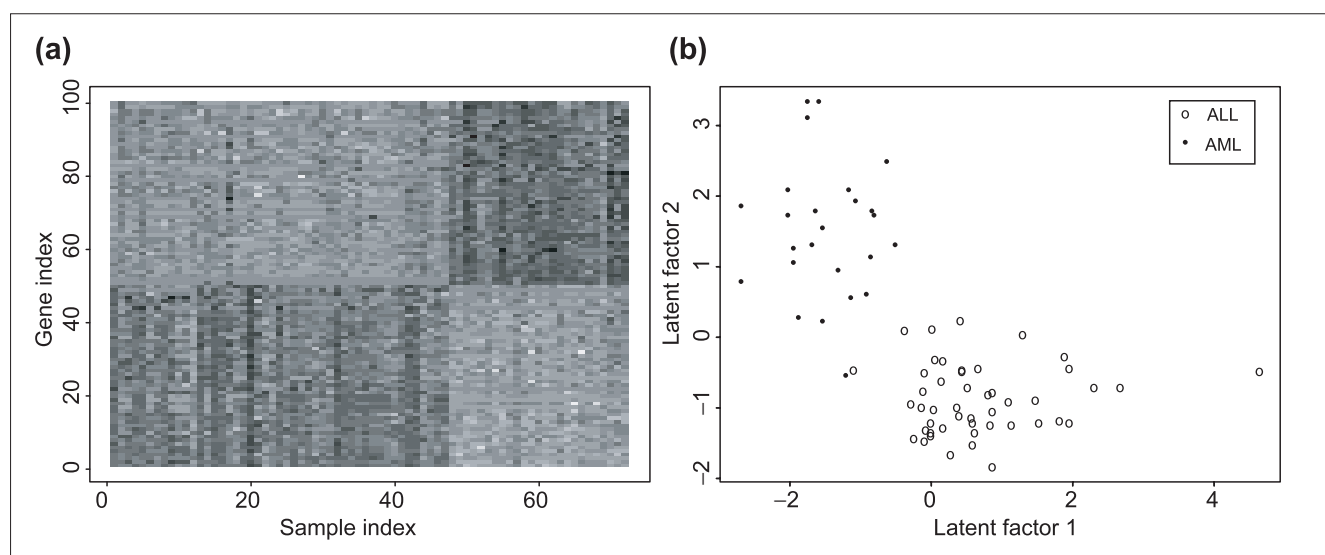 (a)
Gene index
100
80
60
40
20
0
0 20 40 60
Sample index
(b)
Latent factor 2
3
2
1
0
−1
−2
−2 0 2 4
Latent factor 1
ALL
AML